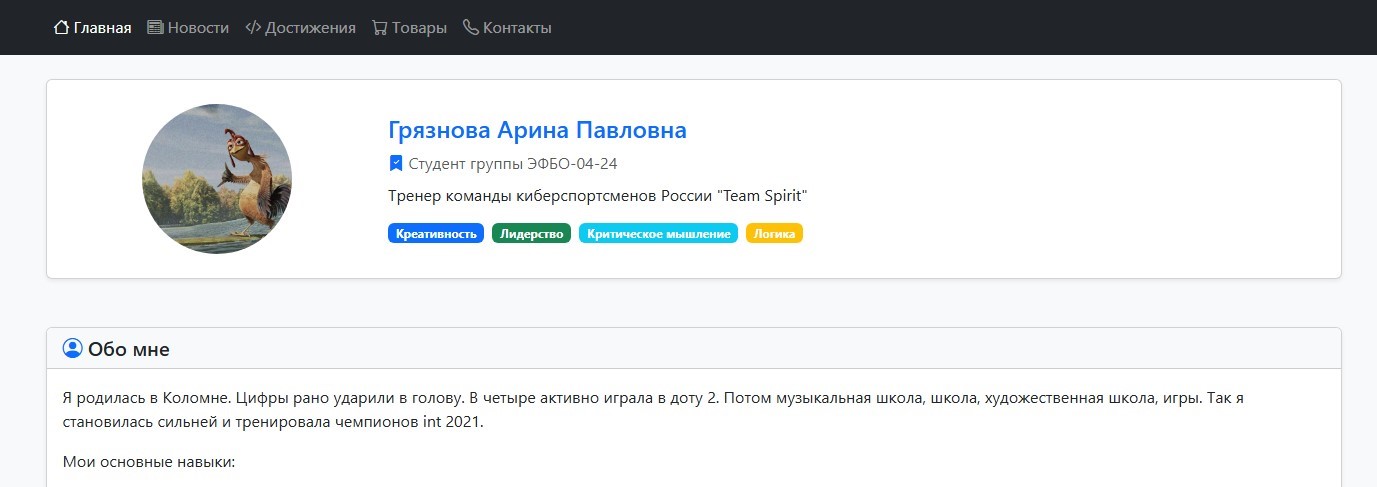 Главная Новости Достижения Товары Контакты
Грязнова Арина Павловна
Студент группы ЭФБО-04-24
Тренер команды киберспортсменов России "Team Spirit"
Креативность Лидерство Критическое мышление Логика
Обо мне
Я родилась в Коломне. Цифры рано ударили в голову. В четыре активно играла в доту 2. Потом музыкальная школа, школа, художественная школа, игры. Так я
становилась сильней и тренировала чемпионов int 2021.
Мои основные навыки: